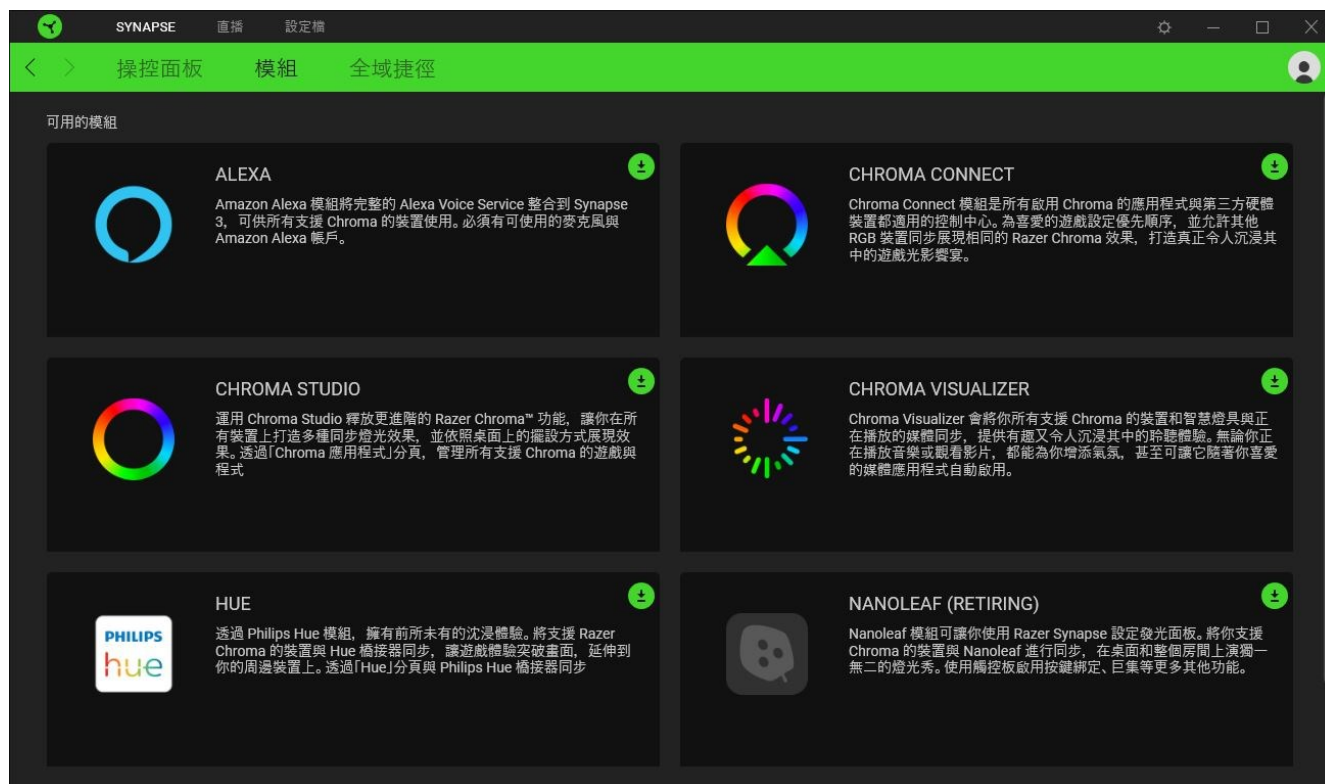 SYNAPSE 直播 設定檔
操控面板 模組 全域捷徑
可用的模組
ALEXA
Amazon Alexa 模組將完整的 Alexa Voice Service 整合到 Synapse
3，可供所有支援 Chroma 的裝置使用。必須有可使用的麥克風與
Amazon Alexa 帳戶。
CHROMA CONNECT
Chroma Connect 模組是所有啟用 Chroma 的應用程式與第三方硬體
裝置都適用的控制中心。為喜愛的遊戲設定優先順序，並允許其他
RGB 裝置同步展現相同的 Razer Chroma 效果，打造真正令人沉浸其
中的遊戲光影饗宴。
CHROMA STUDIO
運用 Chroma Studio 釋放更進階的 Razer Chroma™ 功能，讓你在所
有裝置上打造多種同步燈光效果，並依照桌面上的擺設方式展現效
果。透過「Chroma 應用程式」分頁，管理所有支援 Chroma 的遊戲與
程式
CHROMA VISUALIZER
Chroma Visualizer 會將你所有支援 Chroma 的裝置和智慧燈具與正
在播放的媒體同步，提供有趣又令人沉浸其中的聆聽體驗。無論你正
在播放音樂或觀看影片，都能為你增添氣氛，甚至可讓它隨著你喜愛
的媒體應用程式自動啟用。
PHILIPS
hue
HUE
透過 Philips Hue 模組，擁有前所未有的沈浸體驗。將支援 Razer
Chroma 的裝置與 Hue 橋接器同步，讓遊戲體驗突破畫面，延伸到
你的周邊裝置上。透過「Hue」分頁與 Philips Hue 橋接器同步
NANOLEAF (RETIRING)
Nanoleaf 模組可讓你使用 Razer Synapse 設定發光面板。將你支援
Chroma 的裝置與 Nanoleaf 進行同步，在桌面和整個房間上演獨一
無二的燈光秀。使用觸控板啟用按鍵綁定、巨集等更多其他功能。